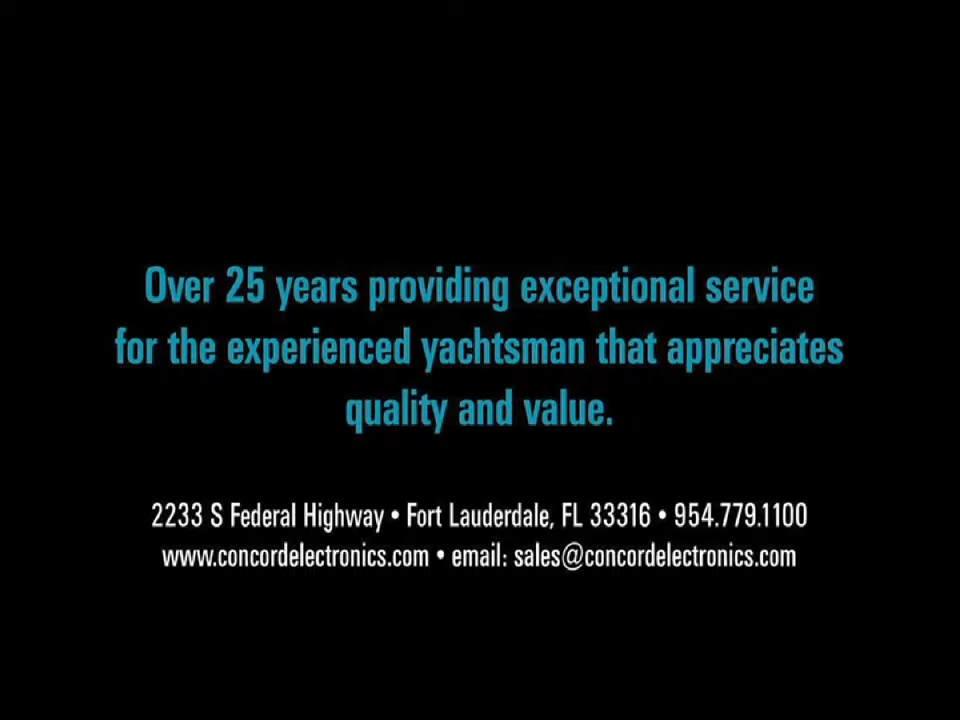 Over 25 years providing exceptional service
for the experienced yachtsman that appreciates
quality and value.
2233 S Federal Highway • Fort Lauderdale, FL 33316 • 954.779.1100
www.concordelectronics.com • email: sales@concordelectronics.com